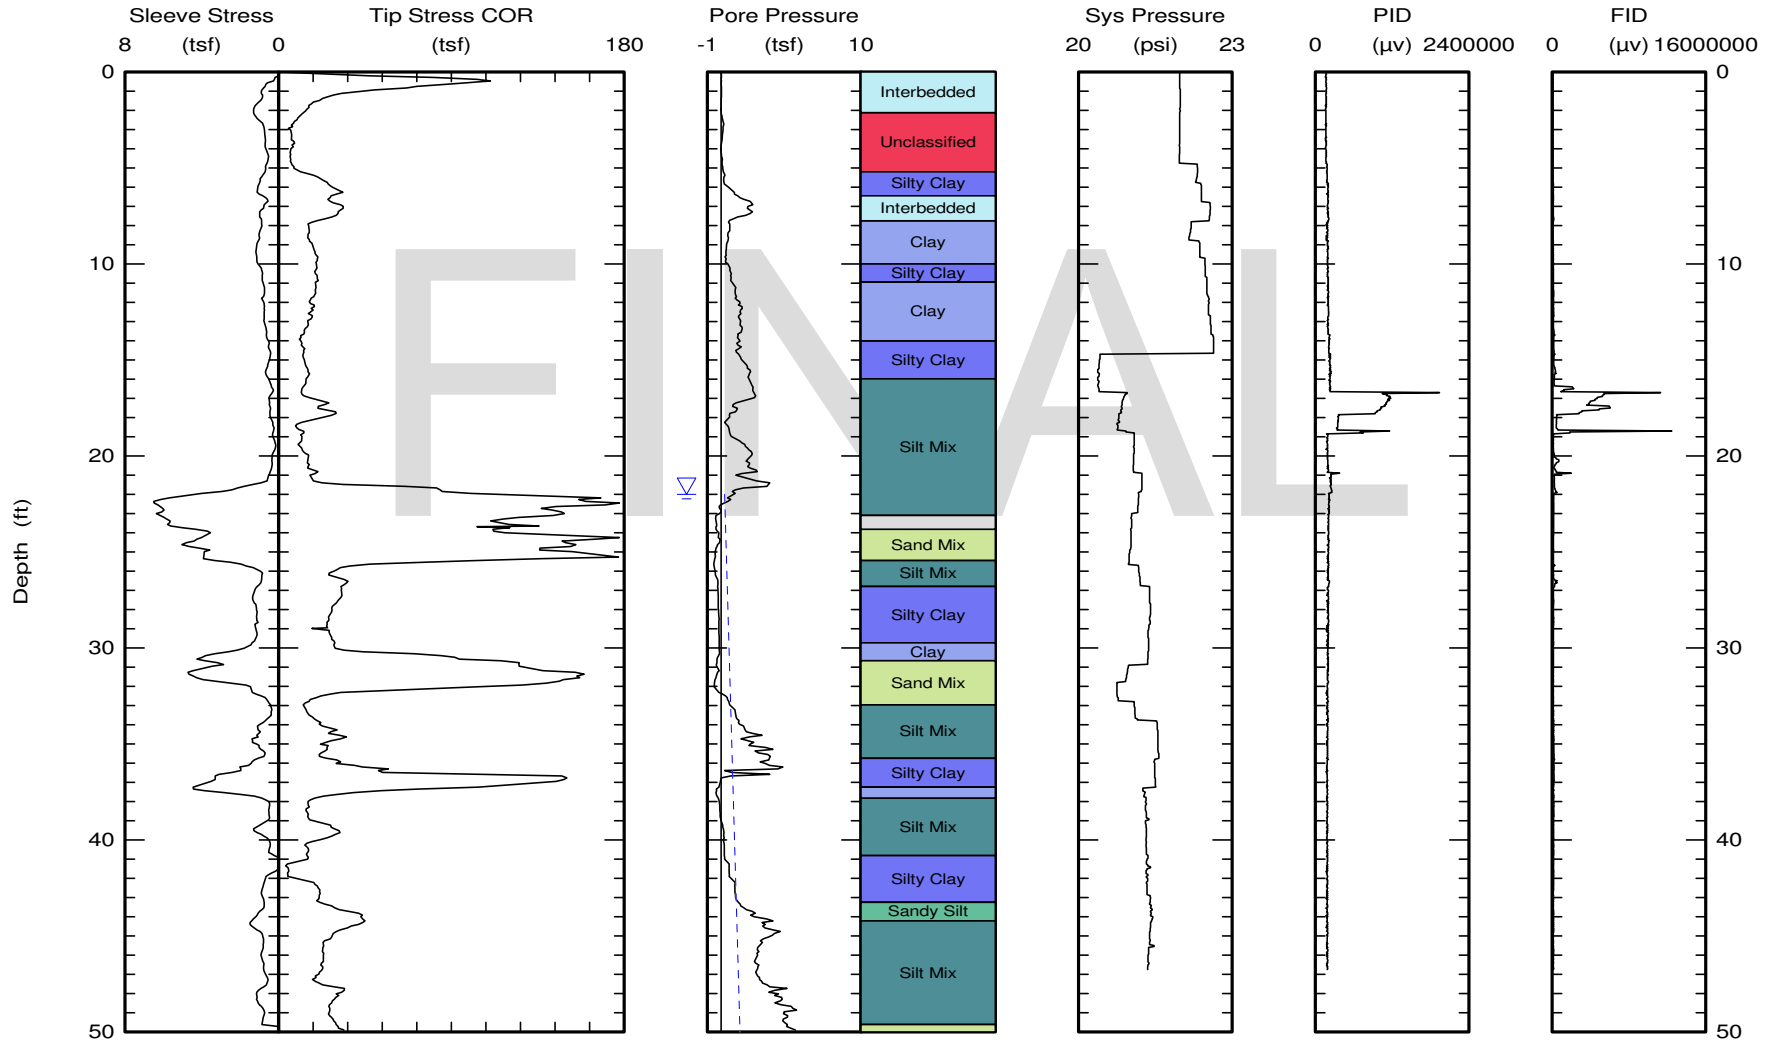 Sleeve Stress Tip Stress COR Pore Pressure Sys Pressure PID FID
8 (tsf) 0 (tsf) 180 -1 (tsf) 10 20 (psi) 23 0 (µv) 2400000 0 (µv) 16000000
0 0
Interbedded
Unclassified
Silty Clay
Interbedded
Clay
10 Silty Clay 10
Clay
Silty Clay
FINAL
Silt Mix
20 20
Sand Mix
Silt Mix
Depth (ft)
Silty Clay
30 Clay 30
Sand Mix
Silt Mix
Silty Clay
Silt Mix
40 40
Silty Clay
Sandy Silt
Silt Mix
50 50